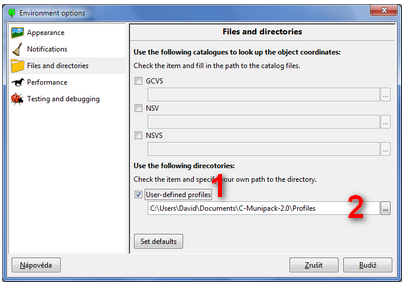 Environment options
Appearance
Notifications
Files and directories
Performance
Testing and debugging
Files and directories
Use the following catalogues to look up the object coordinates:
Check the item and fill in the path to the catalog files.
GCVS
...
NSV
...
NSVS
...
Use the following direcotories:
Check the item and specify your own path to the directory.
1
User-defined profiles
C:\Users\David\Documents\C-Munipack-2.0\Profiles
2
...
Set defaults
Nápověda
Zrušit
Budiž